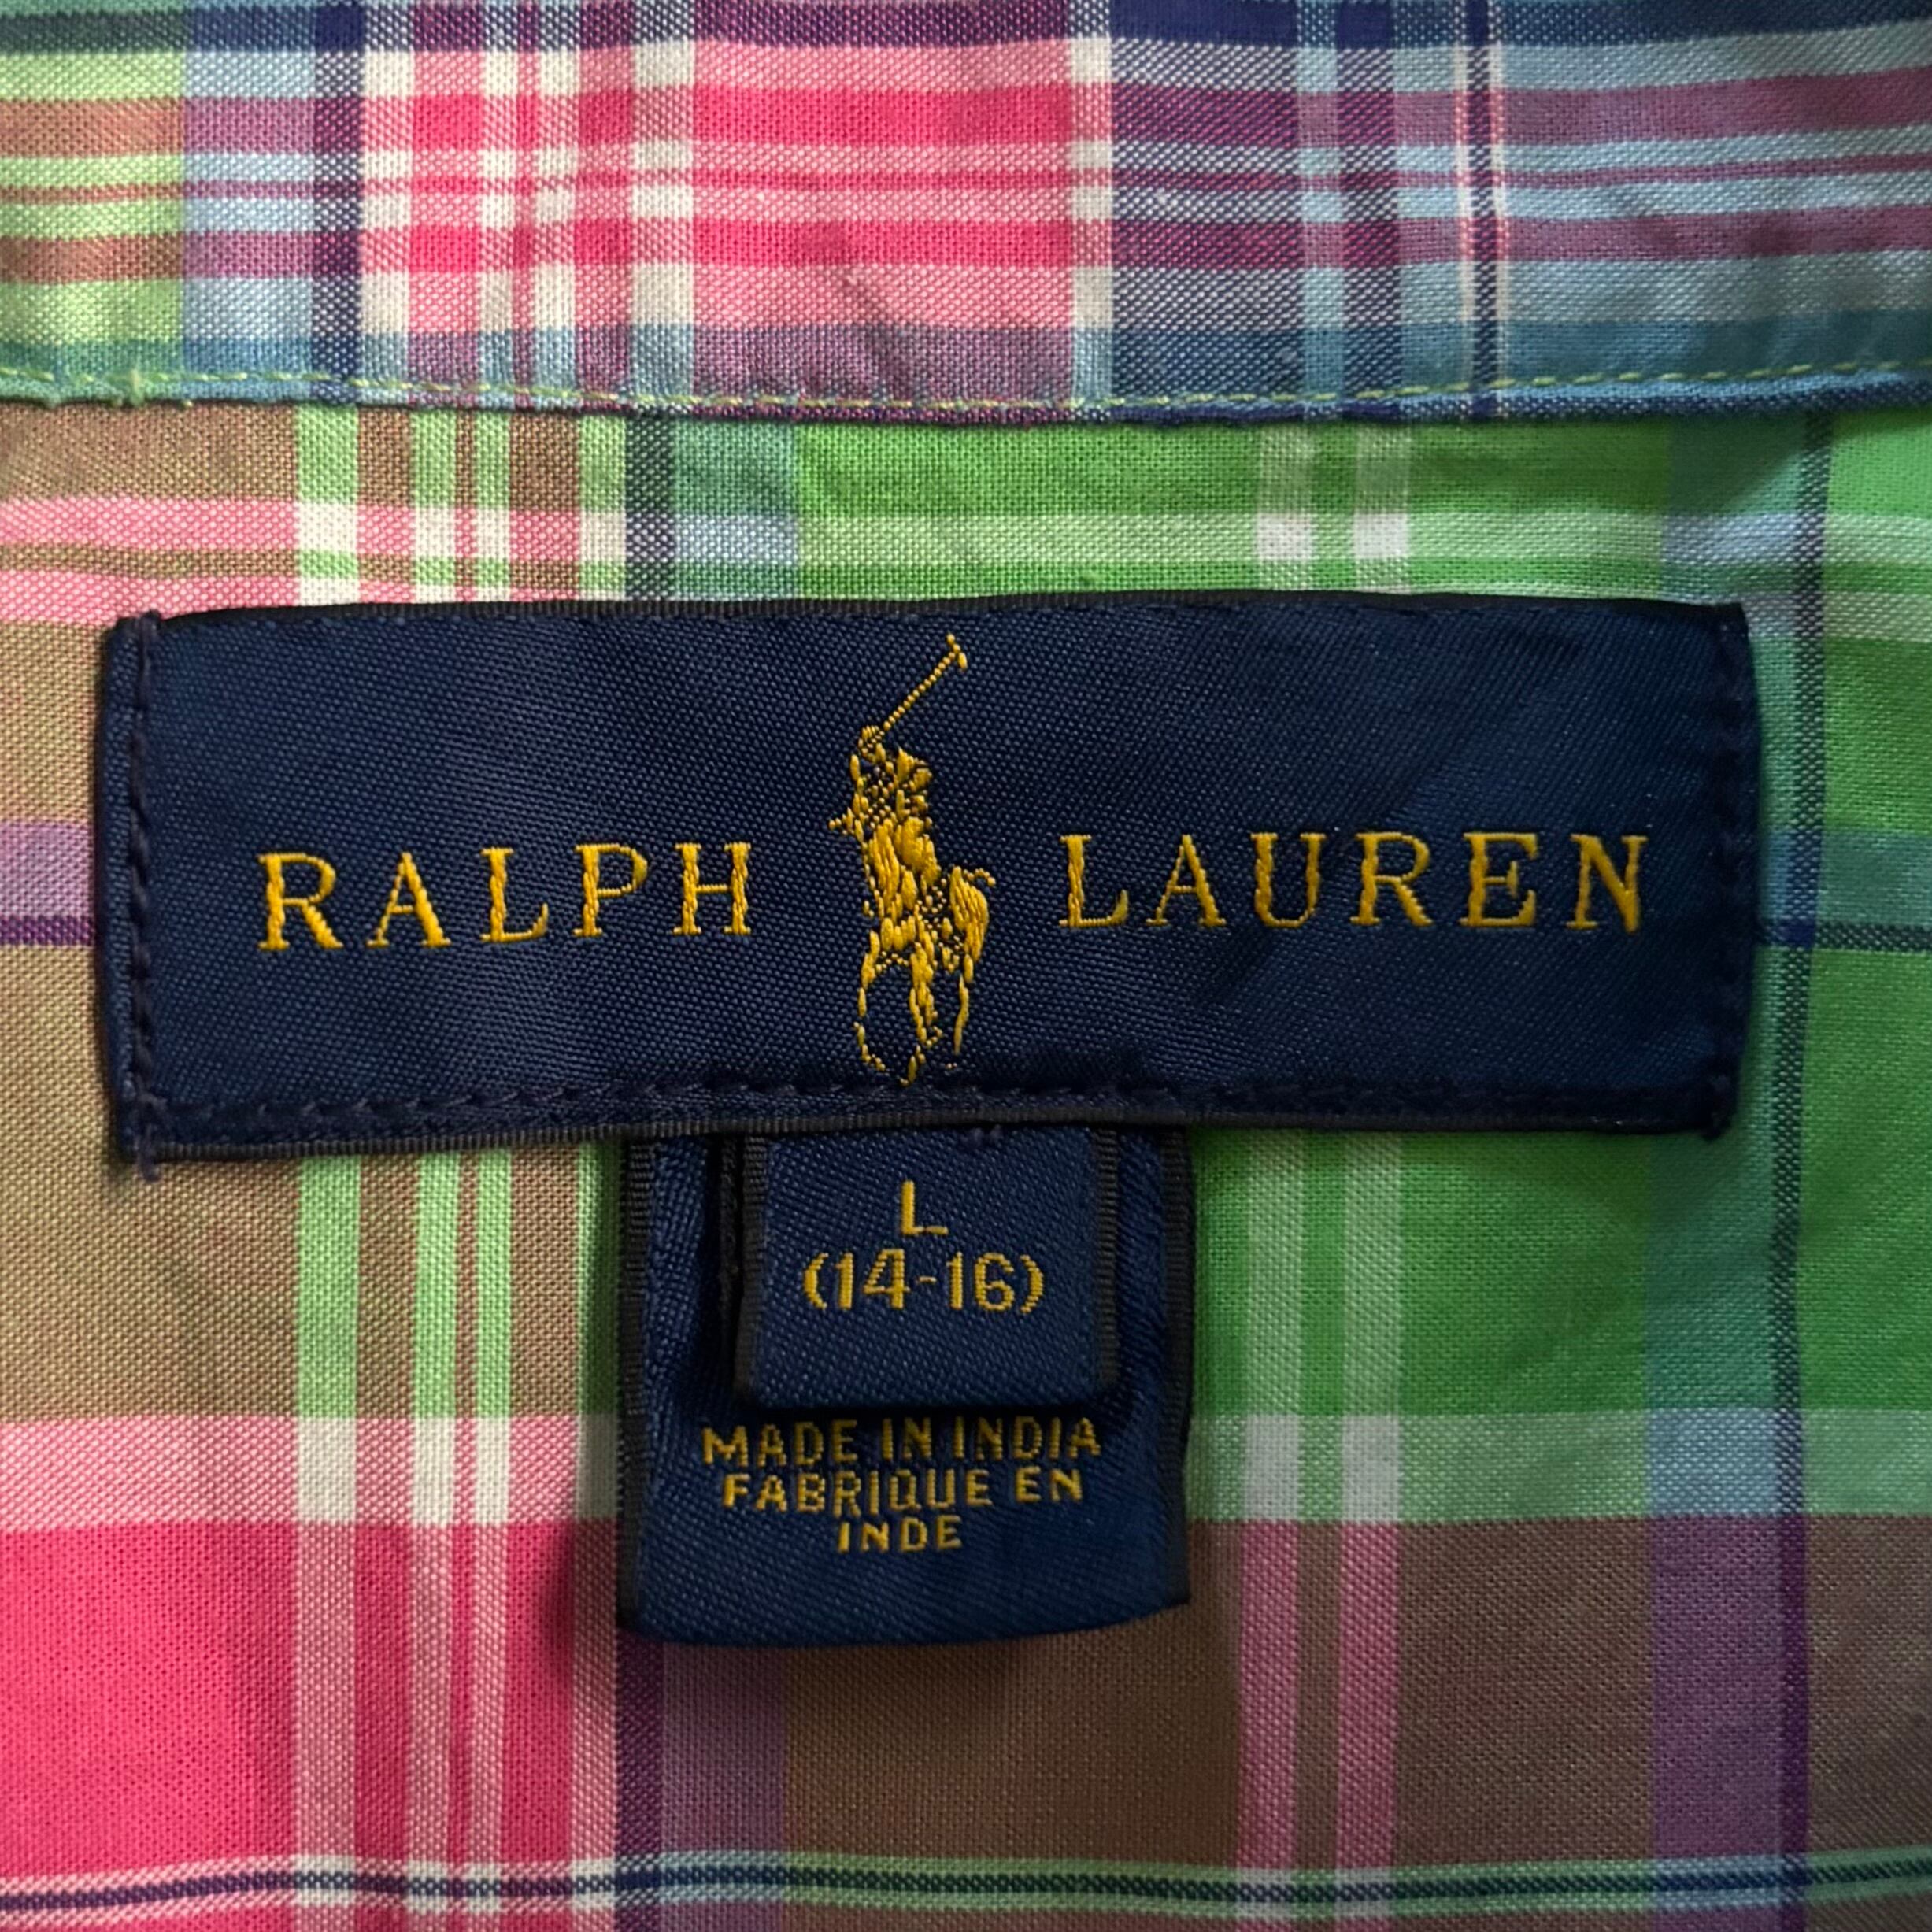 RALPH LAUREN
L
(14-16)
MADE IN INDIA
FABRIQUE EN
INDE